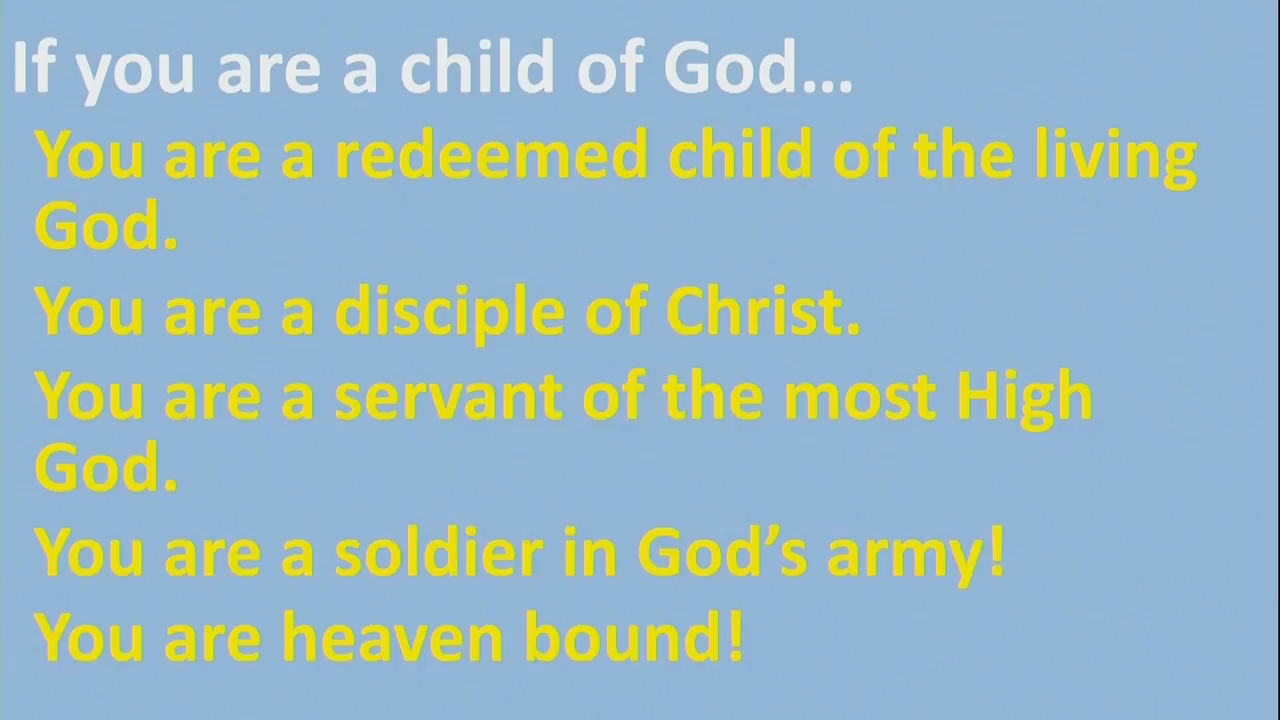 If you are a child of God...
You are a redeemed child of the living
God.
You are a disciple of Christ.
You are a servant of the most High
God.
You are a soldier in God’s army!
You are heaven bound!